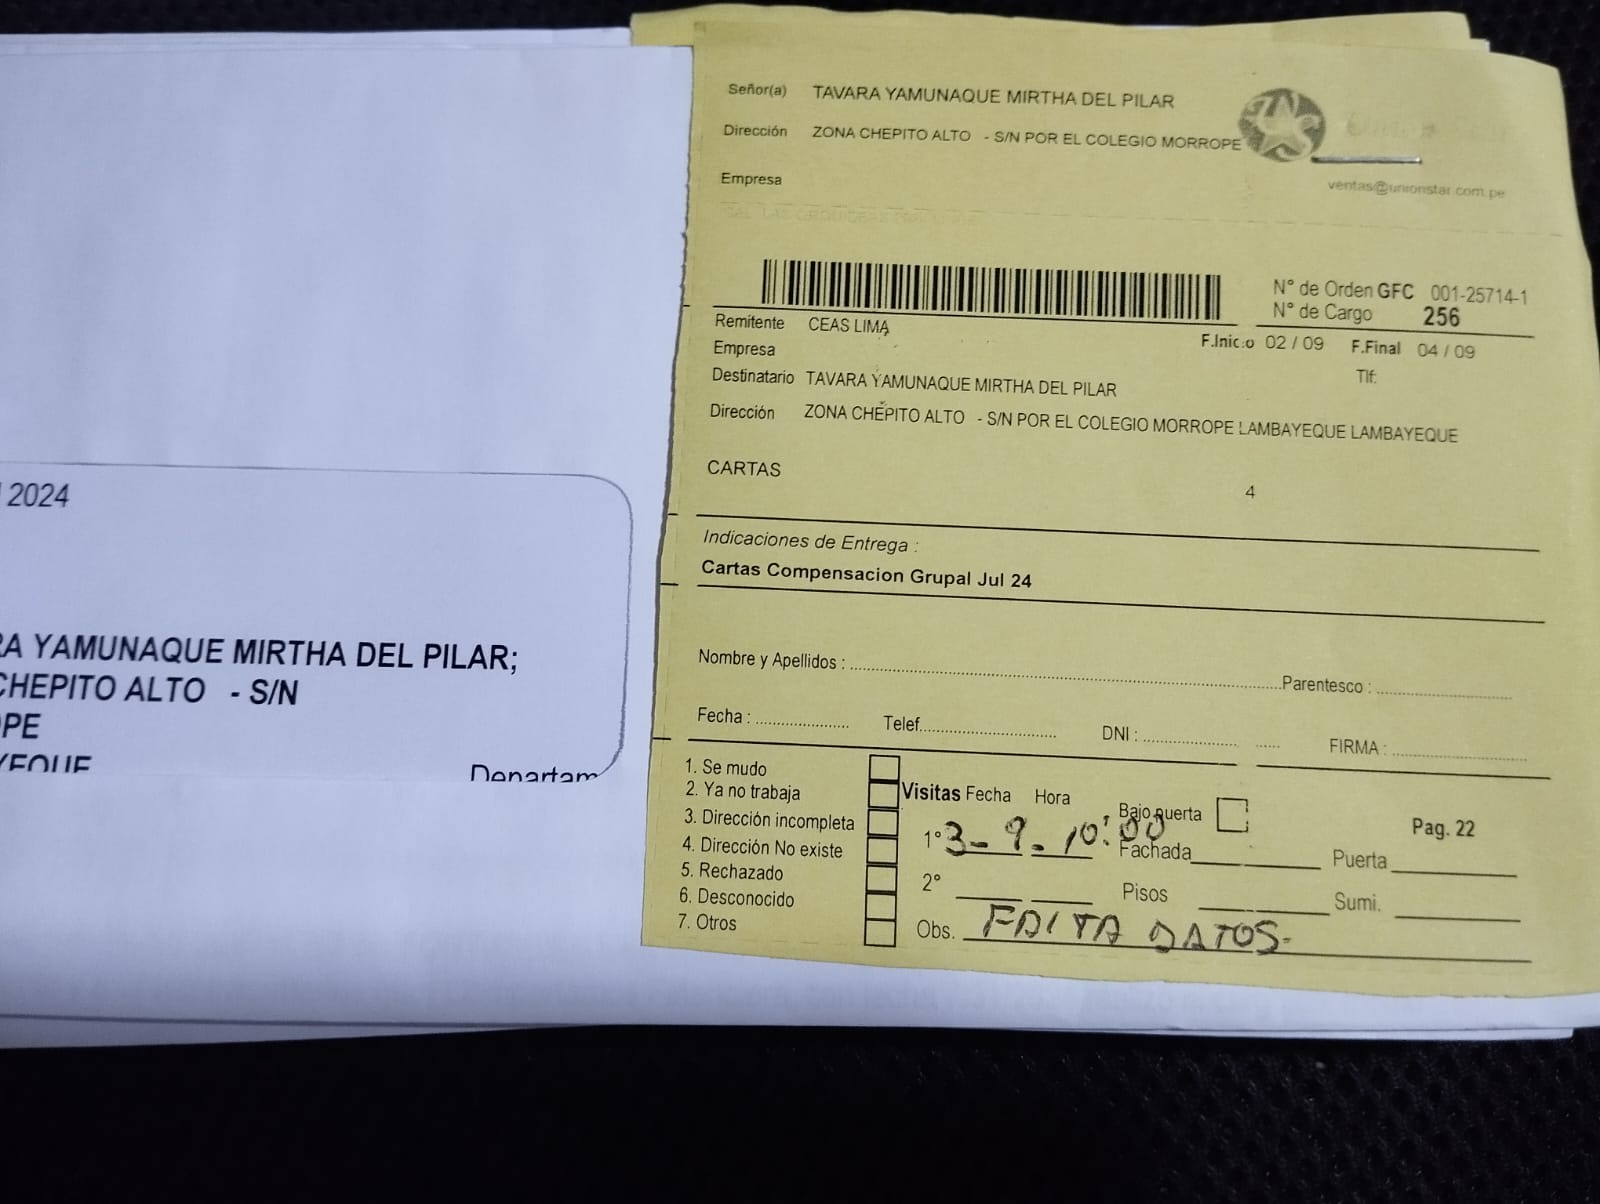 Señor(a) TAVARA YAMUNAQUE MIRTHA DEL PILAR
Dirección ZONA CHEPITO ALTO - S/N POR EL COLEGIO MORROPE
Empresa
ventas@unionstar.com.pe
N° de Orden GFC 001-25714-1
N° de Cargo 256
Remitente CEAS LIMA
F.Inicio 02 / 09 F.Final 04 / 09
Empresa
Tlf:
Destinatario TAVARA YAMUNAQUE MIRTHA DEL PILAR
Dirección ZONA CHEPITO ALTO - S/N POR EL COLEGIO MORROPE LAMBAYEQUE LAMBAYEQUE
CARTAS
4
Indicaciones de Entrega :
Cartas Compensacion Grupal Jul 24
Nombre y Apellidos : Parentesco :
Fecha : Telef. DNI : FIRMA :
1. Se mudo
2. Ya no trabaja
3. Dirección incompleta
4. Dirección No existe
5. Rechazado
6. Desconocido
7. Otros
Visitas Fecha Hora Bajo puerta Pag. 22
1° 3-9-10:00 Fachada Puerta
2° Pisos Sumi.
Obs. FALTA DATOS-
2024
RA YAMUNAQUE MIRTHA DEL PILAR;
CHEPITO ALTO - S/N
OPE
YEQUE Departam